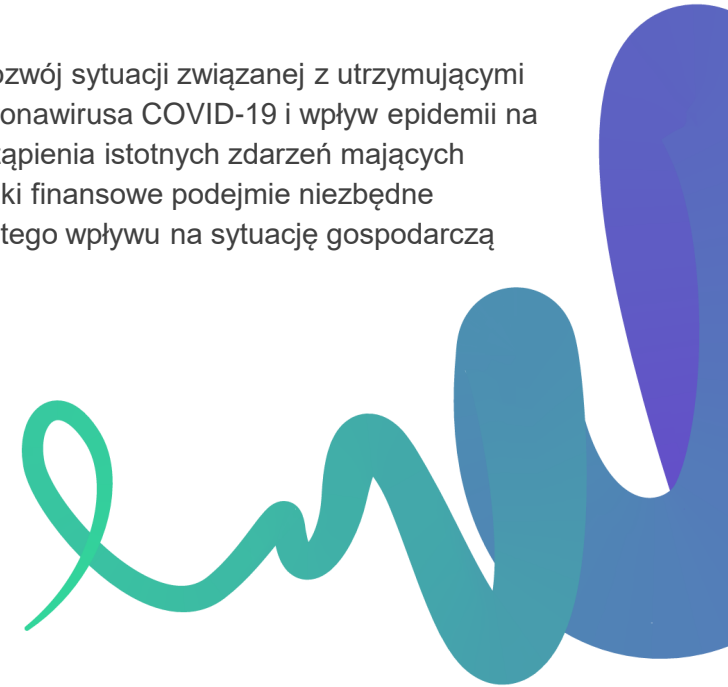 ozwój sytuacji związanej z utrzymującymi
onawirusa COVID-19 i wpływ epidemii na
tąpienia istotnych zdarzeń mających
ki finansowe podejmie niezbędne
tego wpływu na sytuację gospodarczą